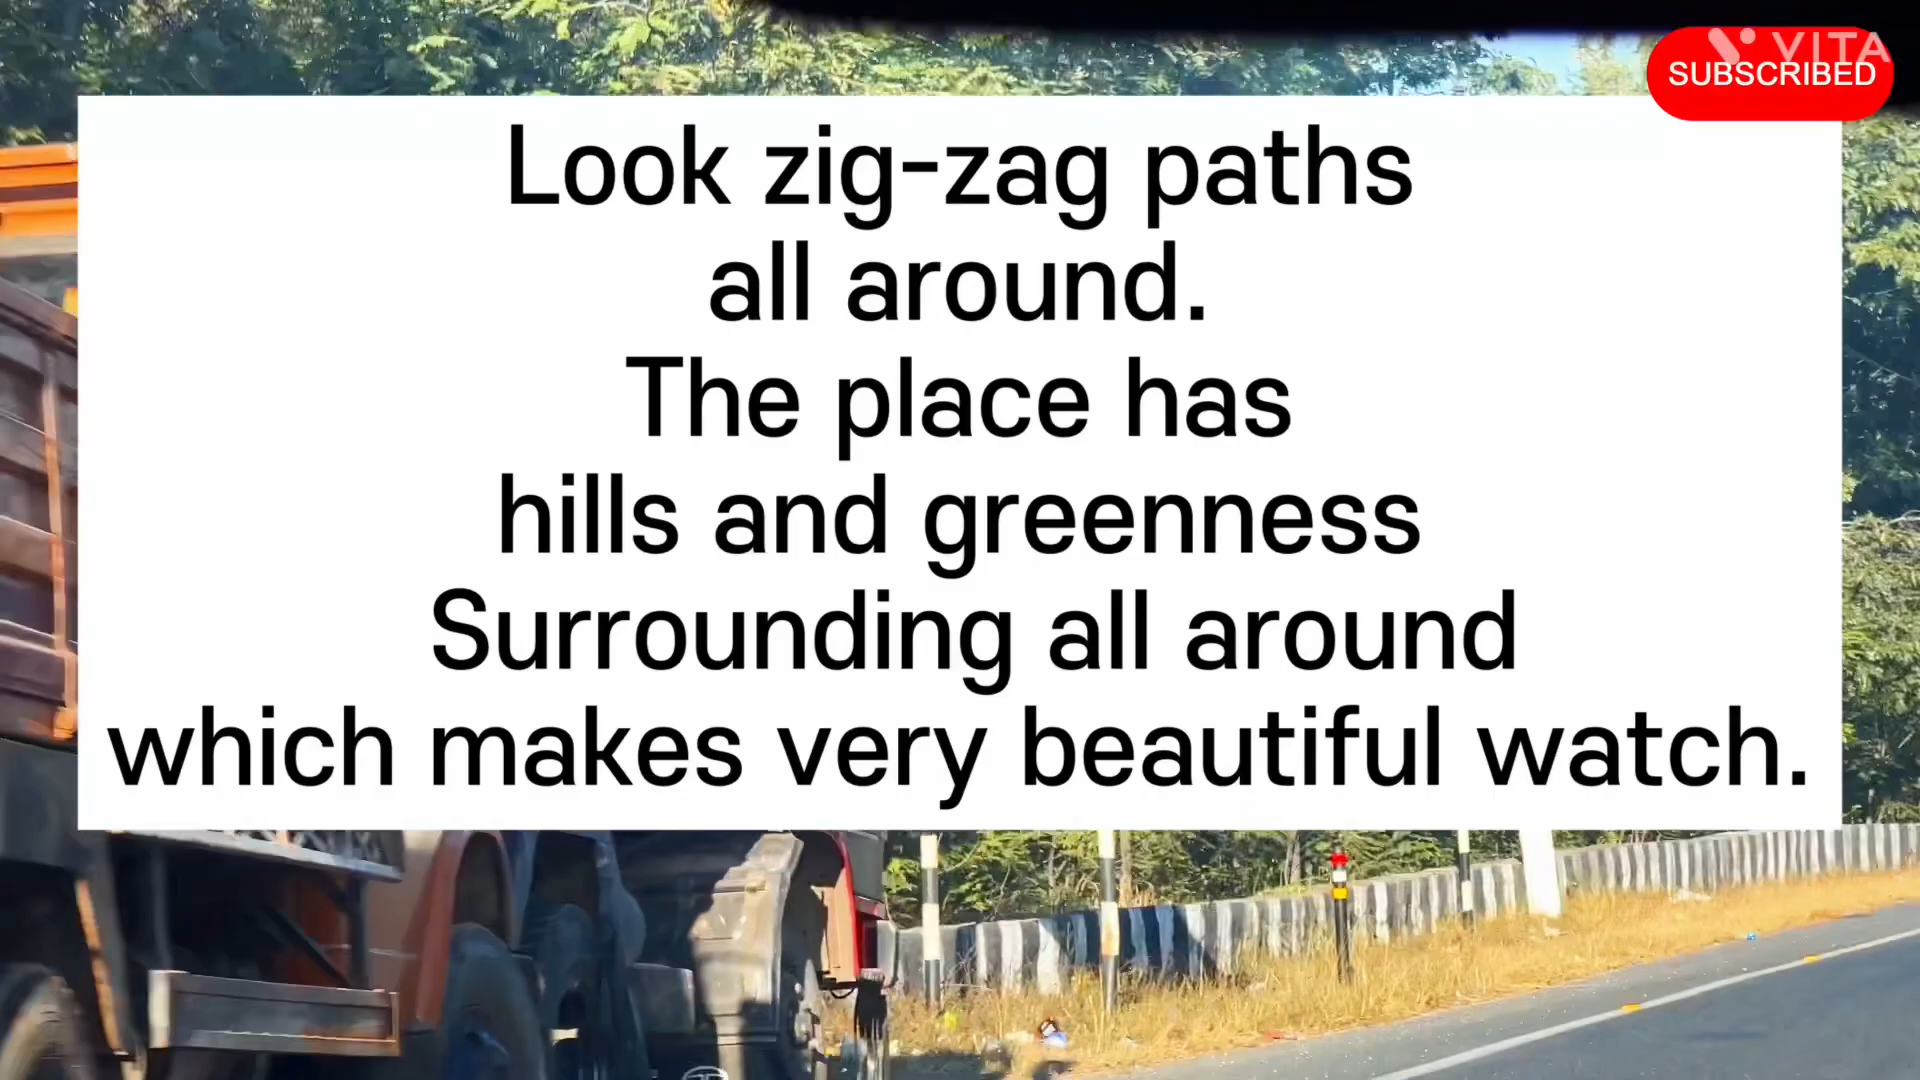 VITA
SUBSCRIBED
Look zig-zag paths
all around.
The place has
hills and greenness
Surrounding all around
which makes very beautiful watch.